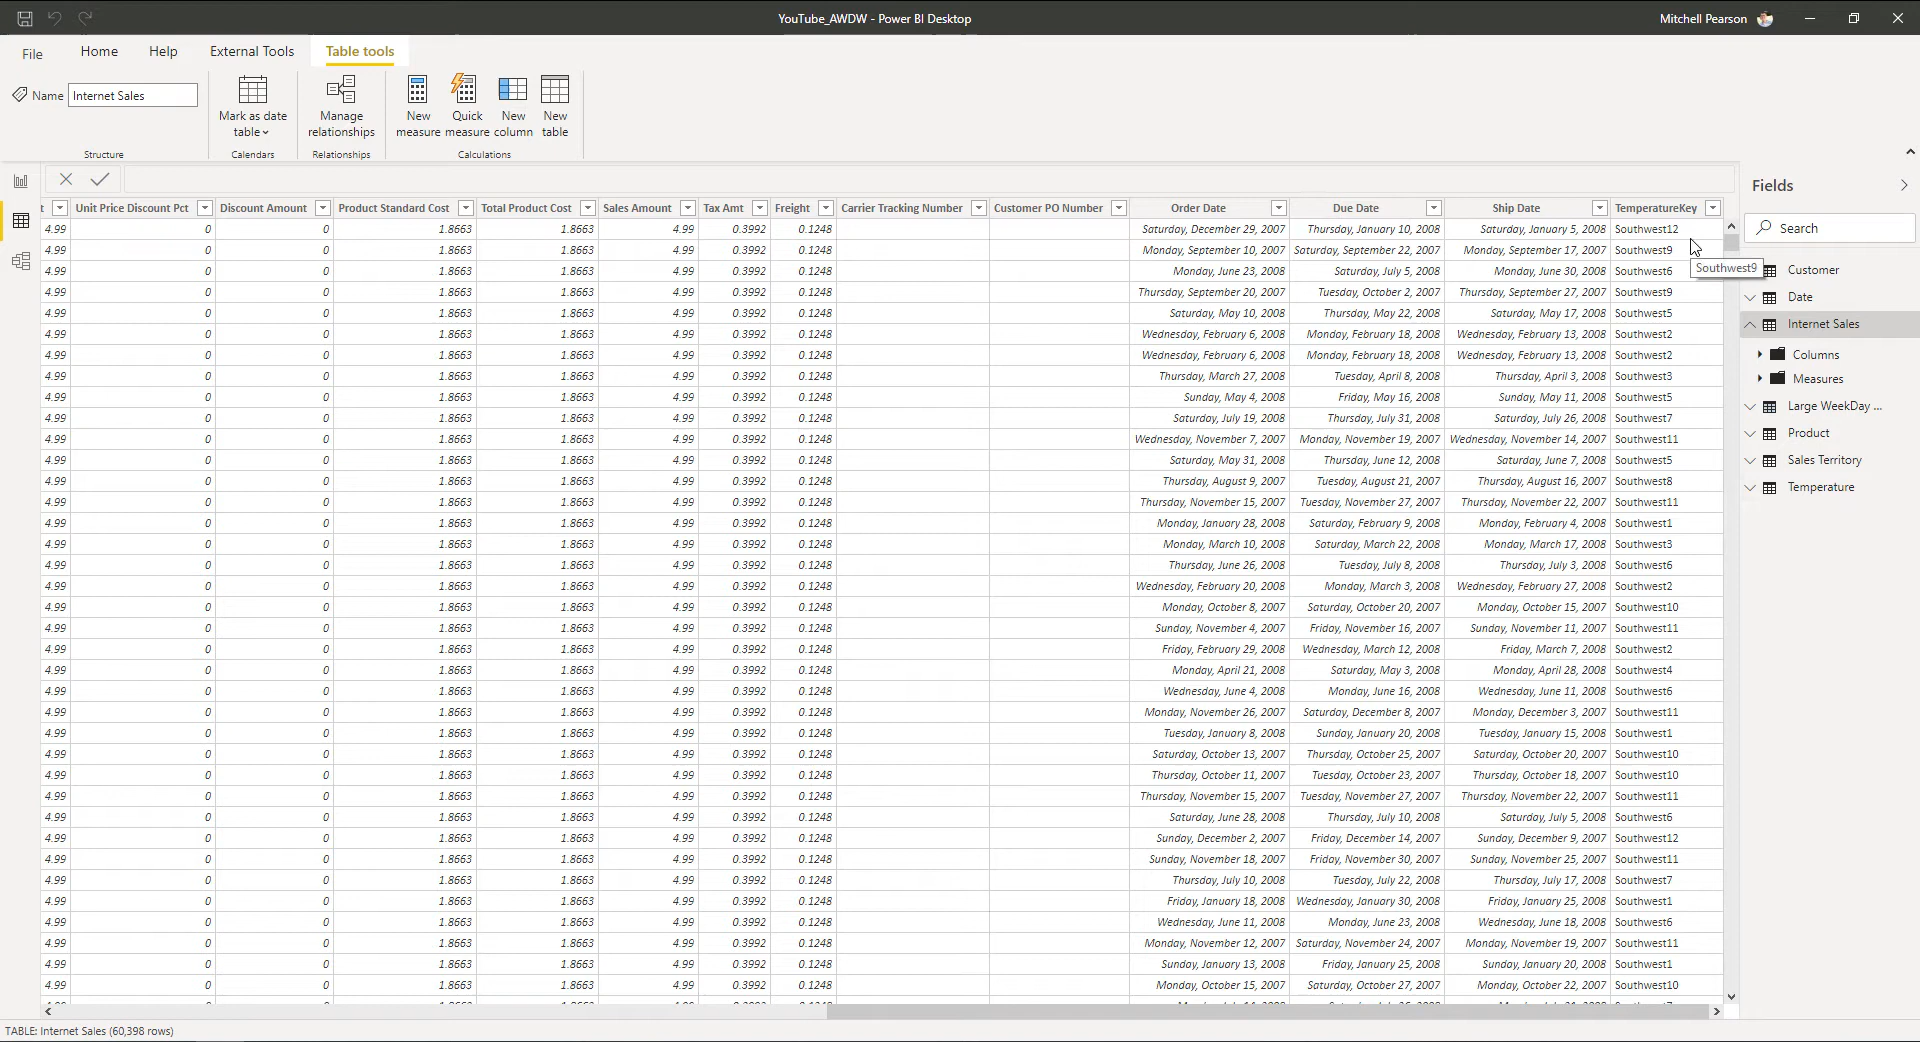 YouTube_AWDW - Power BI Desktop
Mitchell Pearson
File Home Help External Tools Table tools
Name Internet Sales
Mark as date table
Manage relationships
New measure
Quick measure
New column
New table
Structure Calendars Relationships Calculations
t Unit Price Discount Pct Discount Amount Product Standard Cost Total Product Cost Sales Amount Tax Amt Freight Carrier Tracking Number Customer PO Number Order Date Due Date Ship Date TemperatureKey
4.99 0 0 1.8663 1.8663 4.99 0.3992 0.1248 Saturday, December 29, 2007 Thursday, January 10, 2008 Saturday, January 5, 2008 Southwest12
4.99 0 0 1.8663 1.8663 4.99 0.3992 0.1248 Monday, September 10, 2007 Saturday, September 22, 2007 Monday, September 17, 2007 Southwest9
4.99 0 0 1.8663 1.8663 4.99 0.3992 0.1248 Monday, June 23, 2008 Saturday, July 5, 2008 Monday, June 30, 2008 Southwest6
4.99 0 0 1.8663 1.8663 4.99 0.3992 0.1248 Thursday, September 20, 2007 Tuesday, October 2, 2007 Thursday, September 27, 2007 Southwest9
4.99 0 0 1.8663 1.8663 4.99 0.3992 0.1248 Saturday, May 10, 2008 Thursday, May 22, 2008 Saturday, May 17, 2008 Southwest5
4.99 0 0 1.8663 1.8663 4.99 0.3992 0.1248 Wednesday, February 6, 2008 Monday, February 18, 2008 Wednesday, February 13, 2008 Southwest2
4.99 0 0 1.8663 1.8663 4.99 0.3992 0.1248 Wednesday, February 6, 2008 Monday, February 18, 2008 Wednesday, February 13, 2008 Southwest2
4.99 0 0 1.8663 1.8663 4.99 0.3992 0.1248 Thursday, March 27, 2008 Tuesday, April 8, 2008 Thursday, April 3, 2008 Southwest3
4.99 0 0 1.8663 1.8663 4.99 0.3992 0.1248 Sunday, May 4, 2008 Friday, May 16, 2008 Sunday, May 11, 2008 Southwest5
4.99 0 0 1.8663 1.8663 4.99 0.3992 0.1248 Saturday, July 19, 2008 Thursday, July 31, 2008 Saturday, July 26, 2008 Southwest7
4.99 0 0 1.8663 1.8663 4.99 0.3992 0.1248 Wednesday, November 7, 2007 Monday, November 19, 2007 Wednesday, November 14, 2007 Southwest11
4.99 0 0 1.8663 1.8663 4.99 0.3992 0.1248 Saturday, May 31, 2008 Thursday, June 12, 2008 Saturday, June 7, 2008 Southwest5
4.99 0 0 1.8663 1.8663 4.99 0.3992 0.1248 Thursday, August 9, 2007 Tuesday, August 21, 2007 Thursday, August 16, 2007 Southwest8
4.99 0 0 1.8663 1.8663 4.99 0.3992 0.1248 Thursday, November 15, 2007 Tuesday, November 27, 2007 Thursday, November 22, 2007 Southwest11
4.99 0 0 1.8663 1.8663 4.99 0.3992 0.1248 Monday, January 28, 2008 Saturday, February 9, 2008 Monday, February 4, 2008 Southwest1
4.99 0 0 1.8663 1.8663 4.99 0.3992 0.1248 Monday, March 10, 2008 Saturday, March 22, 2008 Monday, March 17, 2008 Southwest3
4.99 0 0 1.8663 1.8663 4.99 0.3992 0.1248 Thursday, June 26, 2008 Tuesday, July 8, 2008 Thursday, July 3, 2008 Southwest6
4.99 0 0 1.8663 1.8663 4.99 0.3992 0.1248 Wednesday, February 20, 2008 Monday, March 3, 2008 Wednesday, February 27, 2008 Southwest2
4.99 0 0 1.8663 1.8663 4.99 0.3992 0.1248 Monday, October 8, 2007 Saturday, October 20, 2007 Monday, October 15, 2007 Southwest10
4.99 0 0 1.8663 1.8663 4.99 0.3992 0.1248 Sunday, November 4, 2007 Friday, November 16, 2007 Sunday, November 11, 2007 Southwest11
4.99 0 0 1.8663 1.8663 4.99 0.3992 0.1248 Friday, February 29, 2008 Wednesday, March 12, 2008 Friday, March 7, 2008 Southwest2
4.99 0 0 1.8663 1.8663 4.99 0.3992 0.1248 Monday, April 21, 2008 Saturday, May 3, 2008 Monday, April 28, 2008 Southwest4
4.99 0 0 1.8663 1.8663 4.99 0.3992 0.1248 Wednesday, June 4, 2008 Monday, June 16, 2008 Wednesday, June 11, 2008 Southwest6
4.99 0 0 1.8663 1.8663 4.99 0.3992 0.1248 Monday, November 26, 2007 Saturday, December 8, 2007 Monday, December 3, 2007 Southwest11
4.99 0 0 1.8663 1.8663 4.99 0.3992 0.1248 Tuesday, January 8, 2008 Sunday, January 20, 2008 Tuesday, January 15, 2008 Southwest1
4.99 0 0 1.8663 1.8663 4.99 0.3992 0.1248 Saturday, October 13, 2007 Thursday, October 25, 2007 Saturday, October 20, 2007 Southwest10
4.99 0 0 1.8663 1.8663 4.99 0.3992 0.1248 Thursday, October 11, 2007 Tuesday, October 23, 2007 Thursday, October 18, 2007 Southwest10
4.99 0 0 1.8663 1.8663 4.99 0.3992 0.1248 Thursday, November 15, 2007 Tuesday, November 27, 2007 Thursday, November 22, 2007 Southwest11
4.99 0 0 1.8663 1.8663 4.99 0.3992 0.1248 Saturday, June 28, 2008 Thursday, July 10, 2008 Saturday, July 5, 2008 Southwest6
4.99 0 0 1.8663 1.8663 4.99 0.3992 0.1248 Sunday, December 2, 2007 Friday, December 14, 2007 Sunday, December 9, 2007 Southwest12
4.99 0 0 1.8663 1.8663 4.99 0.3992 0.1248 Sunday, November 18, 2007 Friday, November 30, 2007 Sunday, November 25, 2007 Southwest11
4.99 0 0 1.8663 1.8663 4.99 0.3992 0.1248 Thursday, July 10, 2008 Tuesday, July 22, 2008 Thursday, July 17, 2008 Southwest7
4.99 0 0 1.8663 1.8663 4.99 0.3992 0.1248 Friday, January 18, 2008 Wednesday, January 30, 2008 Friday, January 25, 2008 Southwest1
4.99 0 0 1.8663 1.8663 4.99 0.3992 0.1248 Wednesday, June 11, 2008 Monday, June 23, 2008 Wednesday, June 18, 2008 Southwest6
4.99 0 0 1.8663 1.8663 4.99 0.3992 0.1248 Monday, November 12, 2007 Saturday, November 24, 2007 Monday, November 19, 2007 Southwest11
4.99 0 0 1.8663 1.8663 4.99 0.3992 0.1248 Sunday, January 13, 2008 Friday, January 25, 2008 Sunday, January 20, 2008 Southwest1
4.99 0 0 1.8663 1.8663 4.99 0.3992 0.1248 Monday, October 15, 2007 Saturday, October 27, 2007 Monday, October 22, 2007 Southwest10
Southwest9
Fields
Search
Customer
Date
Internet Sales
Columns
Measures
Large WeekDay ...
Product
Sales Territory
Temperature
TABLE: Internet Sales (60,398 rows)